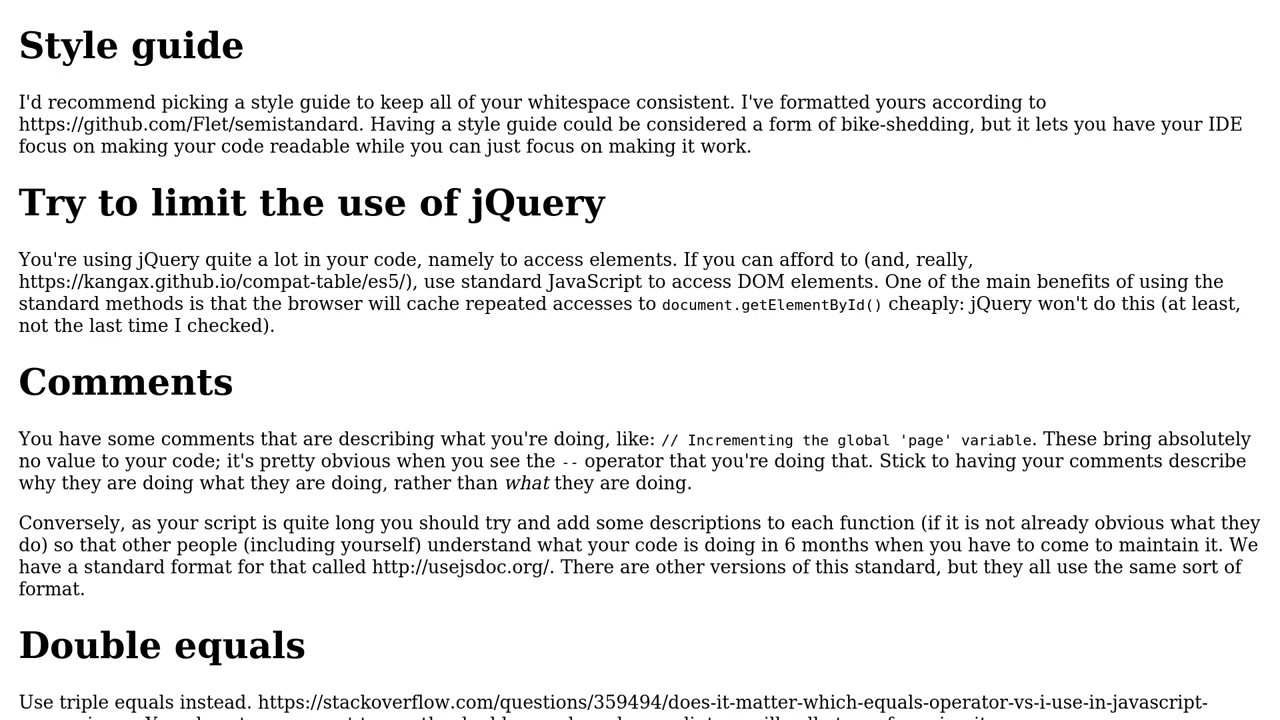 Style guide
I'd recommend picking a style guide to keep all of your whitespace consistent. I've formatted yours according to
https://github.com/Flet/semistandard. Having a style guide could be considered a form of bike-shedding, but it lets you have your IDE
focus on making your code readable while you can just focus on making it work.
Try to limit the use of jQuery
You're using jQuery quite a lot in your code, namely to access elements. If you can afford to (and, really,
https://kangax.github.io/compat-table/es5/), use standard JavaScript to access DOM elements. One of the main benefits of using the
standard methods is that the browser will cache repeated accesses to document.getElementById() cheaply: jQuery won't do this (at least,
not the last time I checked).
Comments
You have some comments that are describing what you're doing, like: // Incrementing the global 'page' variable. These bring absolutely
no value to your code; it's pretty obvious when you see the -- operator that you're doing that. Stick to having your comments describe
why they are doing what they are doing, rather than what they are doing.
Conversely, as your script is quite long you should try and add some descriptions to each function (if it is not already obvious what they
do) so that other people (including yourself) understand what your code is doing in 6 months when you have to come to maintain it. We
have a standard format for that called http://usejsdoc.org/. There are other versions of this standard, but they all use the same sort of
format.
Double equals
Use triple equals instead. https://stackoverflow.com/questions/359494/does-it-matter-which-equals-operator-vs-i-use-in-javascript-